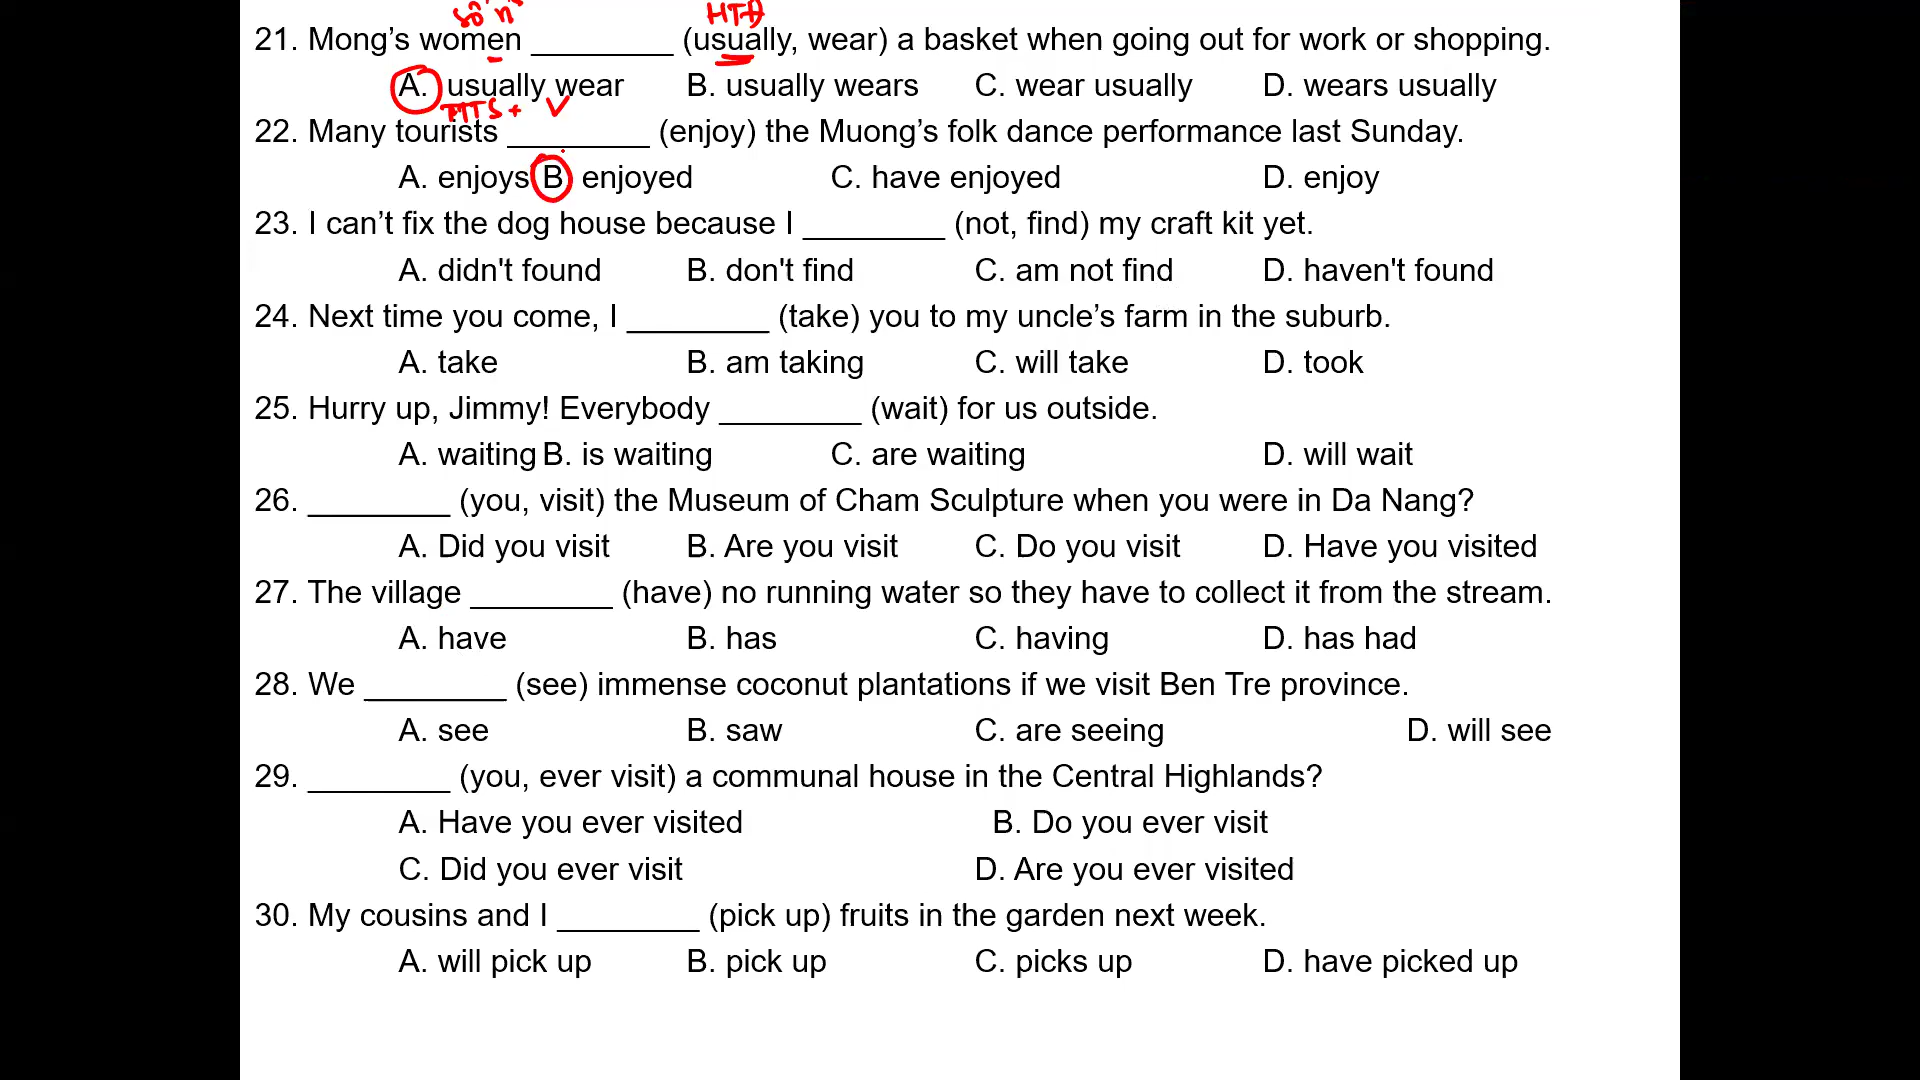 số n HTĐ
21. Mong’s women ________ (usually, wear) a basket when going out for work or shopping.
A. usually wear B. usually wears C. wear usually D. wears usually
TTTS + V
22. Many tourists ________ (enjoy) the Muong’s folk dance performance last Sunday.
A. enjoys B enjoyed C. have enjoyed D. enjoy
23. I can’t fix the dog house because I ________ (not, find) my craft kit yet.
A. didn't found B. don't find C. am not find D. haven't found
24. Next time you come, I ________ (take) you to my uncle’s farm in the suburb.
A. take B. am taking C. will take D. took
25. Hurry up, Jimmy! Everybody ________ (wait) for us outside.
A. waiting B. is waiting C. are waiting D. will wait
26. ________ (you, visit) the Museum of Cham Sculpture when you were in Da Nang?
A. Did you visit B. Are you visit C. Do you visit D. Have you visited
27. The village ________ (have) no running water so they have to collect it from the stream.
A. have B. has C. having D. has had
28. We ________ (see) immense coconut plantations if we visit Ben Tre province.
A. see B. saw C. are seeing D. will see
29. ________ (you, ever visit) a communal house in the Central Highlands?
A. Have you ever visited B. Do you ever visit
C. Did you ever visit D. Are you ever visited
30. My cousins and I ________ (pick up) fruits in the garden next week.
A. will pick up B. pick up C. picks up D. have picked up